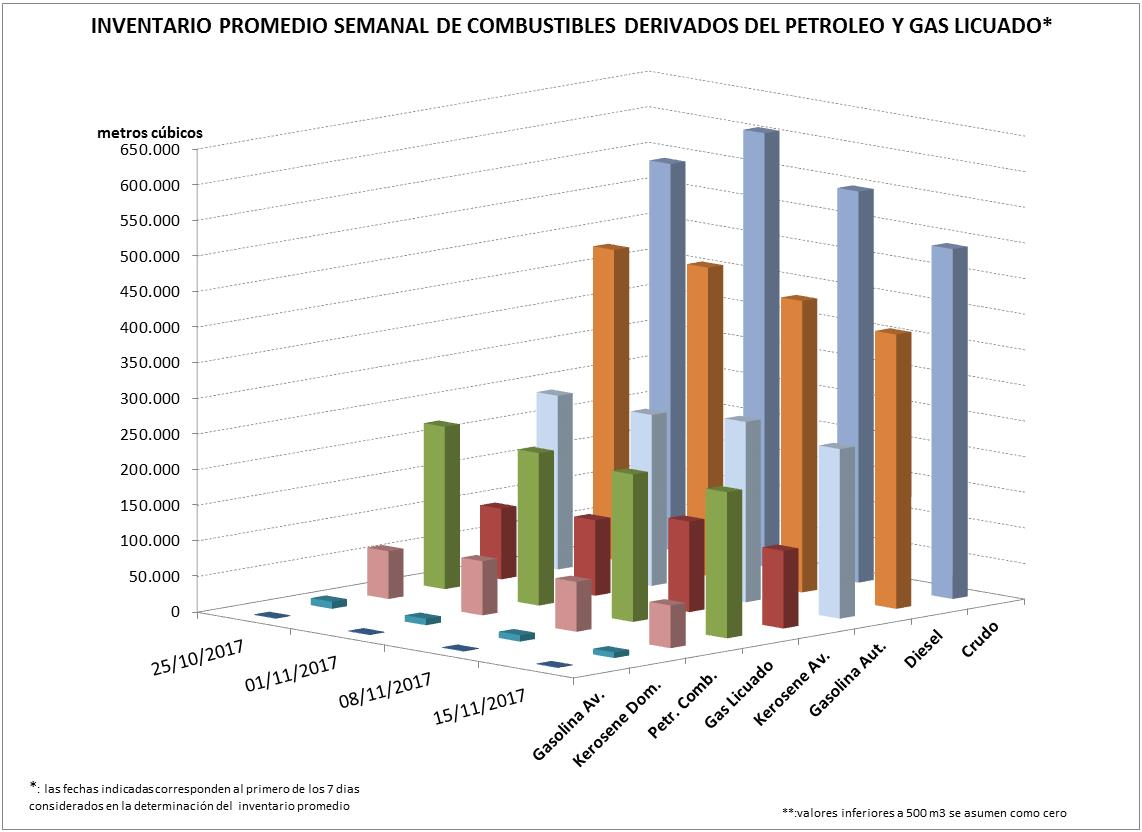 INVENTARIO PROMEDIO SEMANAL DE COMBUSTIBLES DERIVADOS DEL PETROLEO Y GAS LICUADO*
metros cúbicos
650.000
600.000
550.000
500.000
450.000
400.000
350.000
300.000
250.000
200.000
150.000
100.000
50.000
0
25/10/2017
01/11/2017
08/11/2017
15/11/2017
Gasolina Av.
Kerosene Dom.
Petr. Comb.
Gas Licuado
Kerosene Av.
Gasolina Aut.
Diesel
Crudo
*: las fechas indicadas corresponden al primero de los 7 dias
considerados en la determinación del inventario promedio
**:valores inferiores a 500 m3 se asumen como cero